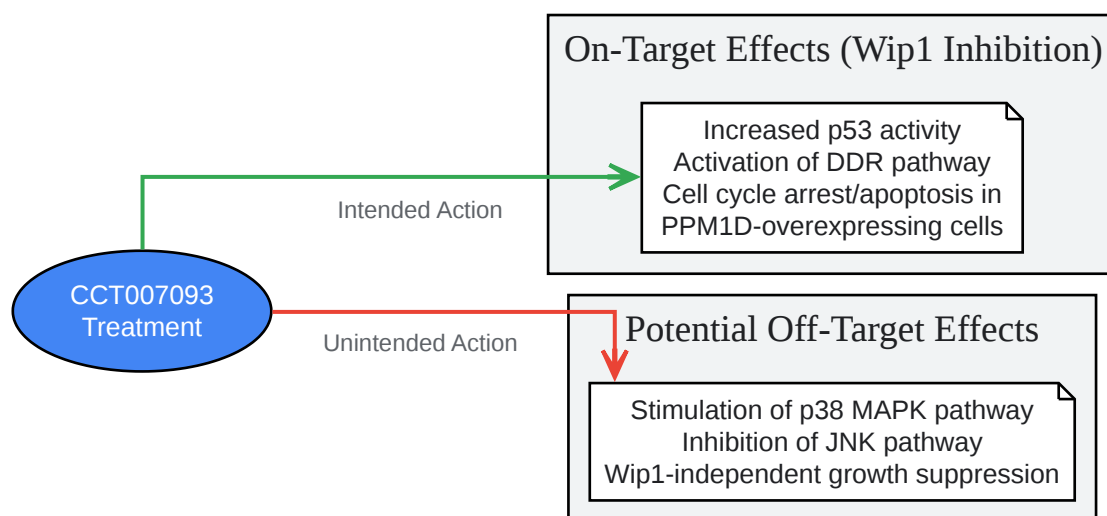 On-Target Effects (Wip1 Inhibition)
Increased p53 activity
Activation of DDR pathway
Cell cycle arrest/apoptosis in
PPM1D-overexpressing cells
Intended Action
CCT007093
Treatment
Unintended Action
Potential Off-Target Effects
Stimulation of p38 MAPK pathway
Inhibition of JNK pathway
Wip1-independent growth suppression